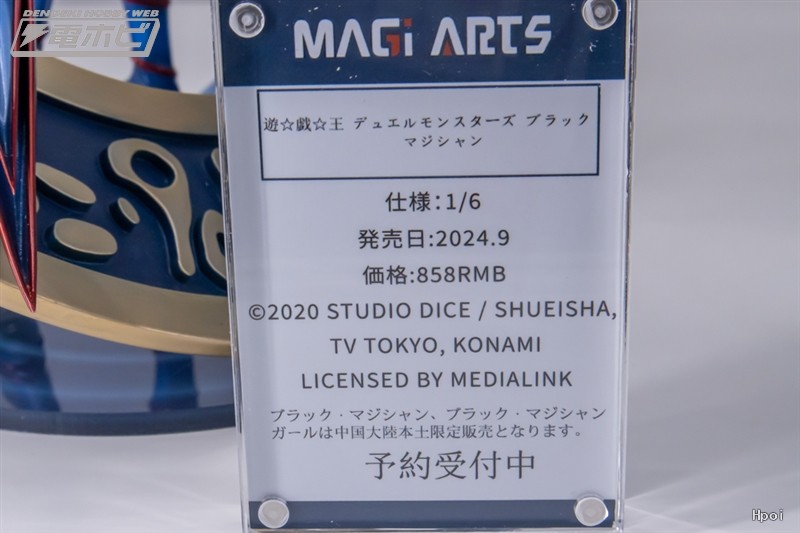 DENGEKI HOBBY WEB
電ホビ
MAGi ARTS
遊☆戯☆王 デュエルモンスターズ ブラック
マジシャン
仕様:1/6
発売日:2024.9
価格:858RMB
©2020 STUDIO DICE / SHUEISHA,
TV TOKYO, KONAMI
LICENSED BY MEDIALINK
ブラック・マジシャン、ブラック・マジシャン
ガールは中国大陸本土限定販売となります。
予約受付中
Hpoi